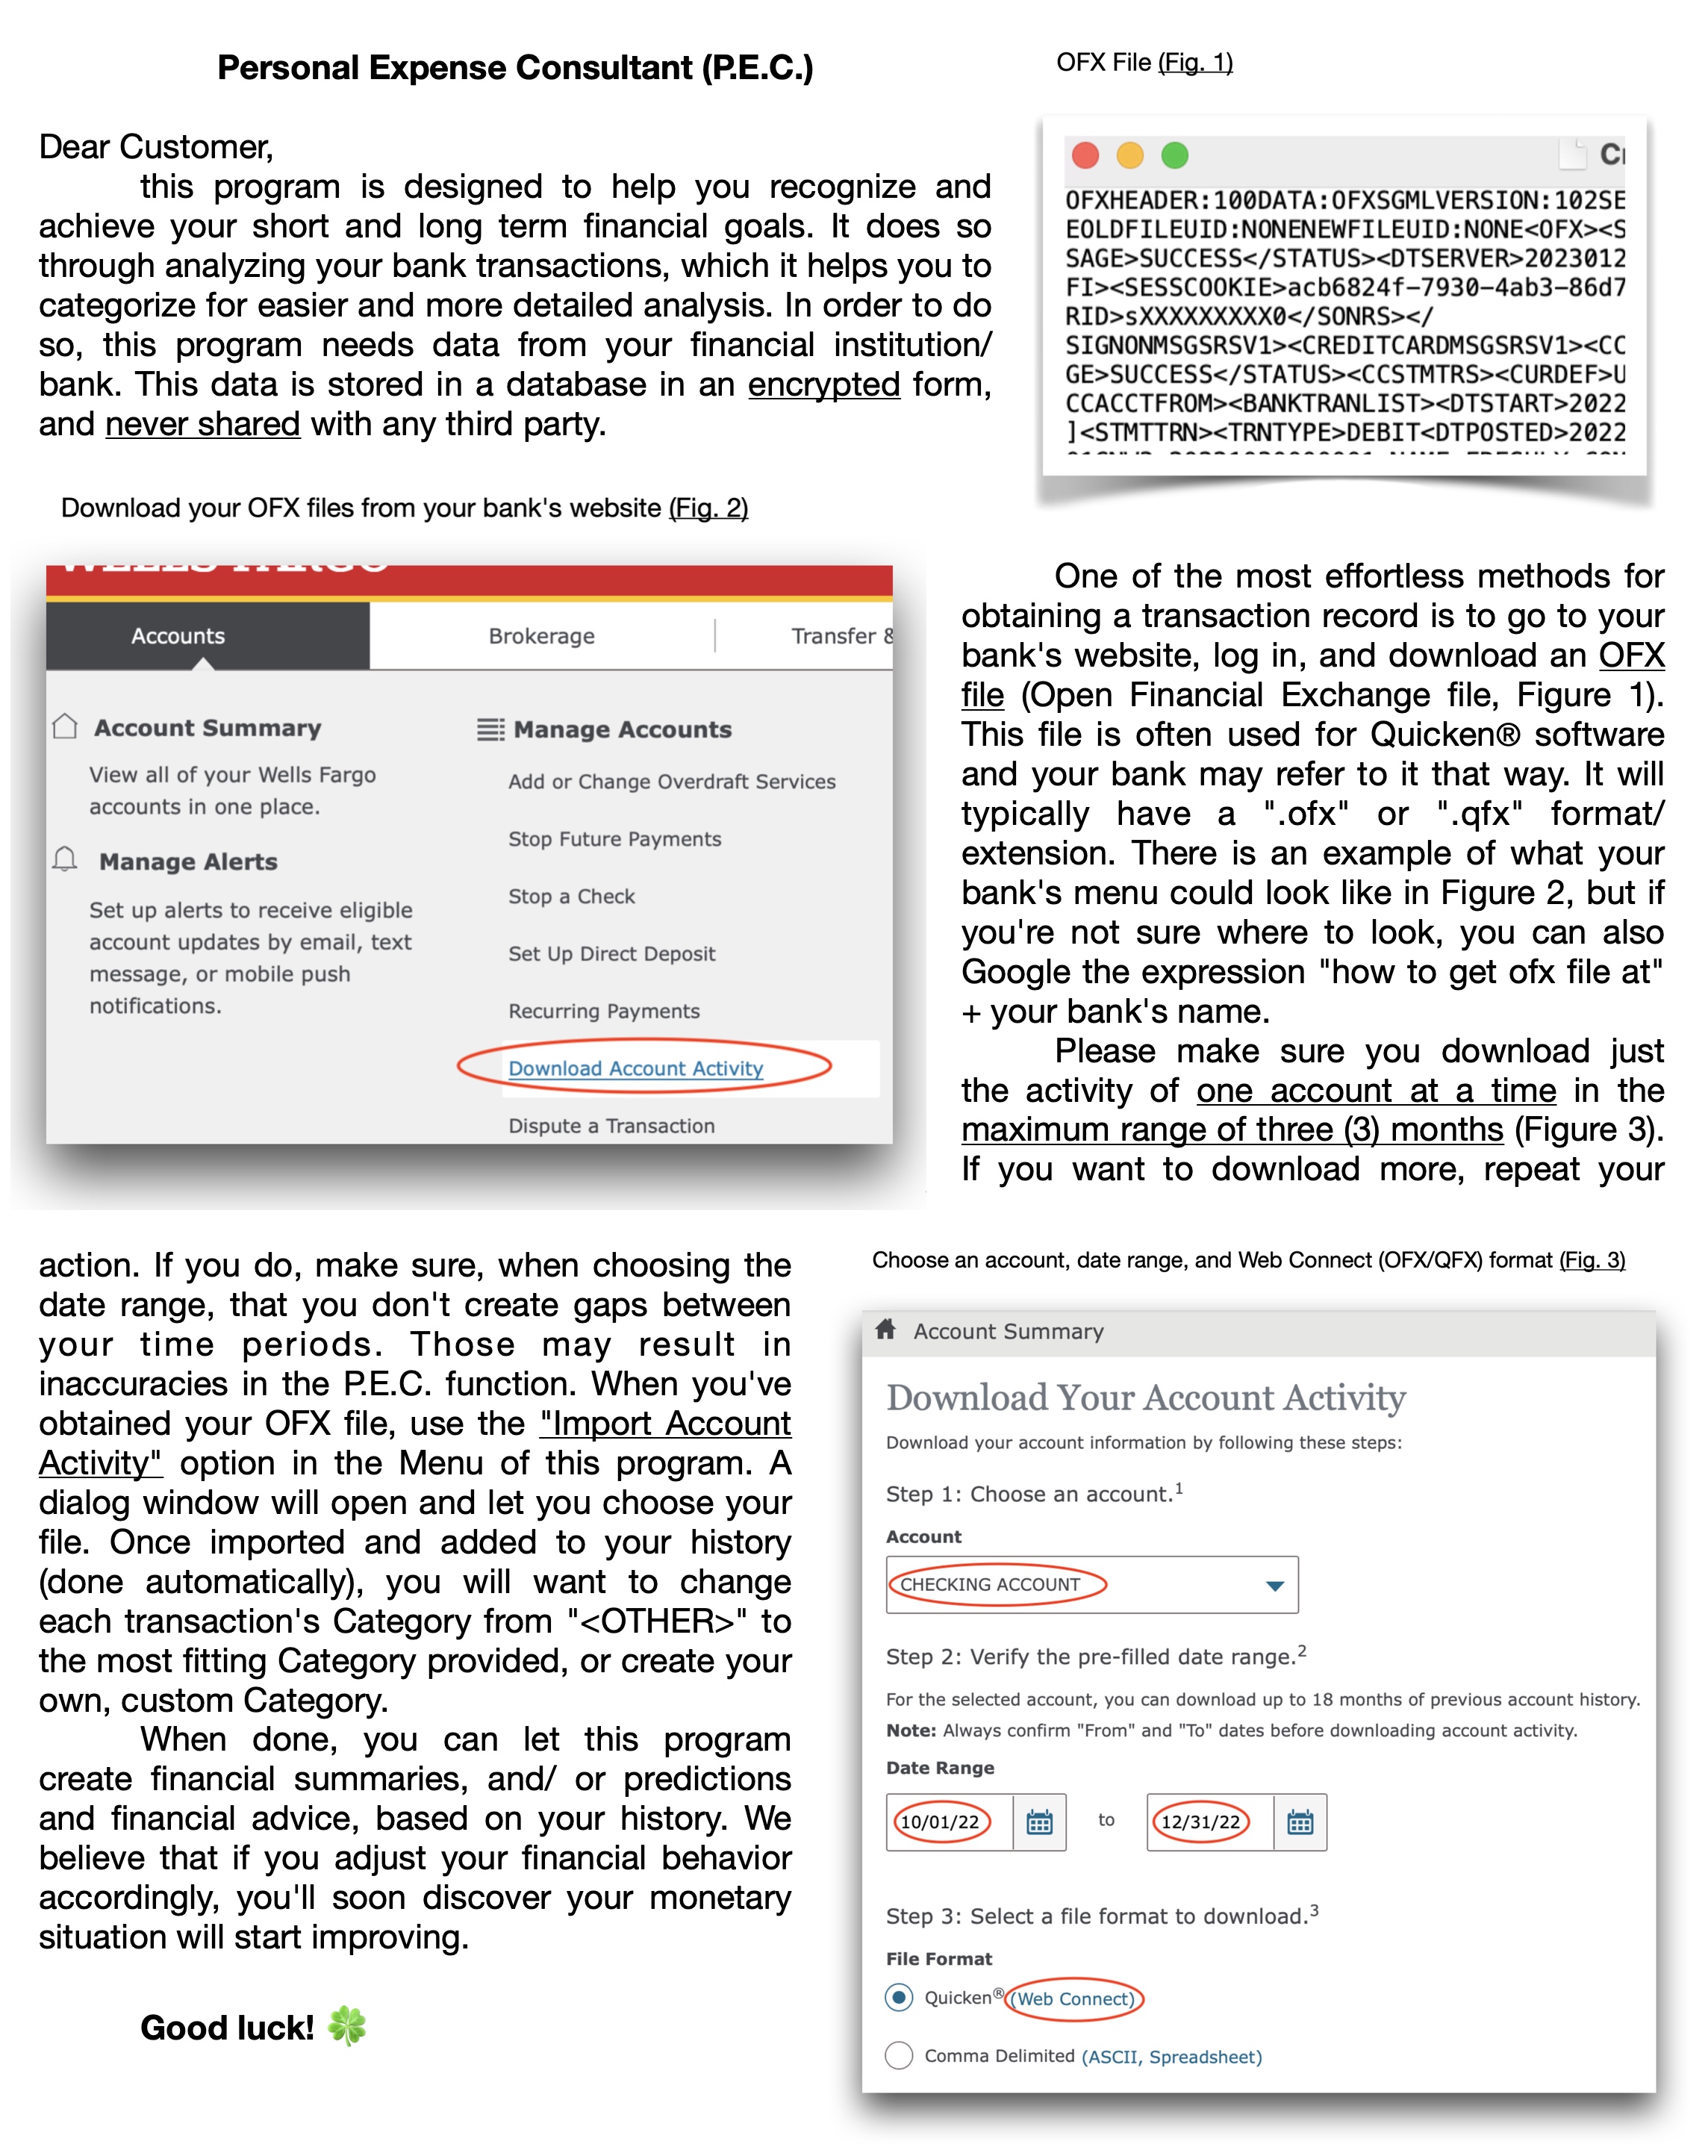 Personal Expense Consultant (P.E.C.)
Dear Customer,
this program is designed to help you recognize and
achieve your short and long term financial goals. It does so
through analyzing your bank transactions, which it helps you to
categorize for easier and more detailed analysis. In order to do
so, this program needs data from your financial institution/
bank. This data is stored in a database in an encrypted form,
and never shared with any third party.
OFX File (Fig. 1)
OFXHEADER:100DATA:OFXSGMLVERSION:102SE
EOLDFILEUID:NONENEWFILEUID:NONE<OFX><S
SAGE>SUCCESS</STATUS><DTSERVER>2023012
FI><SESSCOOKIE>acb6824f-7930-4ab3-86d7
RID>sXXXXXXXXX0</SONRS></
SIGNONMSGSRSV1><CREDITCARDMSGSRSV1><CC
GE>SUCCESS</STATUS><CCSTMTRS><CURDEF>U
CCACCTFROM><BANKTRANLIST><DTSTART>2022
]<STMTTRN><TRNTYPE>DEBIT<DTPOSTED>2022
Download your OFX files from your bank's website (Fig. 2)
WELLS FARGO
Accounts
Brokerage
Transfer &
Account Summary
View all of your Wells Fargo
accounts in one place.
Manage Alerts
Set up alerts to receive eligible
account updates by email, text
message, or mobile push
notifications.
Manage Accounts
Add or Change Overdraft Services
Stop Future Payments
Stop a Check
Set Up Direct Deposit
Recurring Payments
Download Account Activity
Dispute a Transaction
One of the most effortless methods for
obtaining a transaction record is to go to your
bank's website, log in, and download an OFX
file (Open Financial Exchange file, Figure 1).
This file is often used for Quicken® software
and your bank may refer to it that way. It will
typically have a ".ofx" or ".qfx" format/
extension. There is an example of what your
bank's menu could look like in Figure 2, but if
you're not sure where to look, you can also
Google the expression "how to get ofx file at"
+ your bank's name.
Please make sure you download just
the activity of one account at a time in the
maximum range of three (3) months (Figure 3).
If you want to download more, repeat your
action. If you do, make sure, when choosing the
date range, that you don't create gaps between
your time periods. Those may result in
inaccuracies in the P.E.C. function. When you've
obtained your OFX file, use the "Import Account
Activity" option in the Menu of this program. A
dialog window will open and let you choose your
file. Once imported and added to your history
(done automatically), you will want to change
each transaction's Category from "<OTHER>" to
the most fitting Category provided, or create your
own, custom Category.
When done, you can let this program
create financial summaries, and/ or predictions
and financial advice, based on your history. We
believe that if you adjust your financial behavior
accordingly, you'll soon discover your monetary
situation will start improving.
Good luck! 🍀
Choose an account, date range, and Web Connect (OFX/QFX) format (Fig. 3)
Account Summary
Download Your Account Activity
Download your account information by following these steps:
Step 1: Choose an account.1
Account
CHECKING ACCOUNT
Step 2: Verify the pre-filled date range.2
For the selected account, you can download up to 18 months of previous account history.
Note: Always confirm "From" and "To" dates before downloading account activity.
Date Range
10/01/22 to 12/31/22
Step 3: Select a file format to download.3
File Format
Quicken® (Web Connect)
Comma Delimited (ASCII, Spreadsheet)